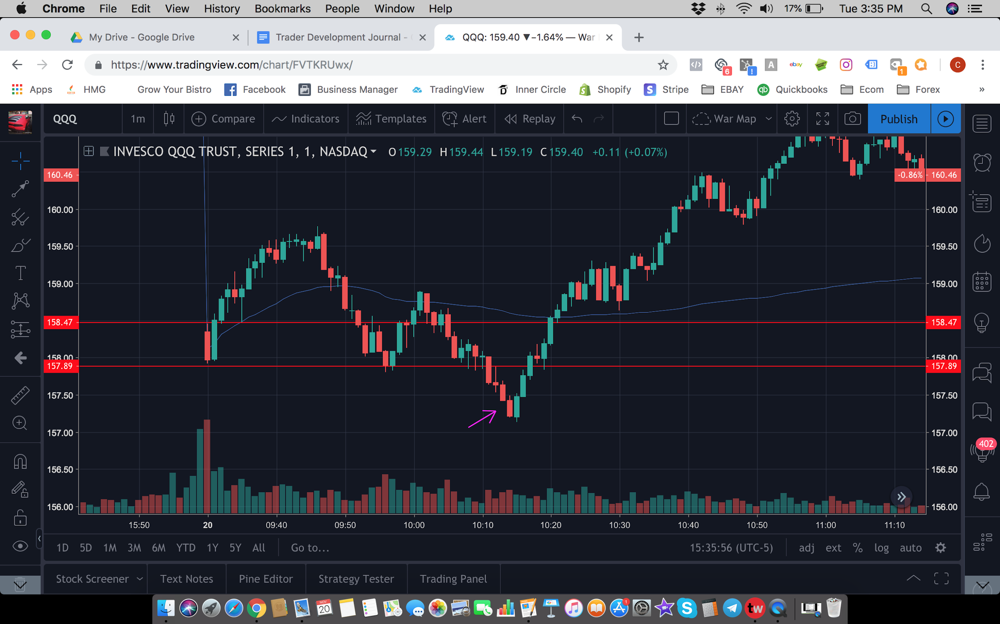 Chrome File Edit View History Bookmarks People Window Help 17% Tue 3:35 PM
My Drive - Google Drive Trader Development Journal - QQQ: 159.40 ▼−1.64% — War
https://www.tradingview.com/chart/FVTKRUwx/ 6 ! A ebay 1 C
Apps HMG Grow Your Bistro Facebook Business Manager TradingView Inner Circle Shopify Stripe EBAY Quickbooks Ecom Forex »
QQQ 1m Compare Indicators Templates Alert Replay War Map Publish
INVESCO QQQ TRUST, SERIES 1, 1, NASDAQ O159.29 H159.44 L159.19 C159.40 +0.11 (+0.07%)
160.46 -0.86% 160.46
160.00 160.00
159.50 159.50
159.00 159.00
158.47 158.47
158.00 158.00
157.89 157.89
157.50 157.50
157.00 157.00
402
156.50 156.50
156.00 156.00
15:50 20 09:40 09:50 10:00 10:10 10:20 10:30 10:40 10:50 11:00 11:10
1D 5D 1M 3M 6M YTD 1Y 5Y All Go to... 15:35:56 (UTC-5) adj ext % log auto
Stock Screener Text Notes Pine Editor Strategy Tester Trading Panel
NOV 20 1 S tw